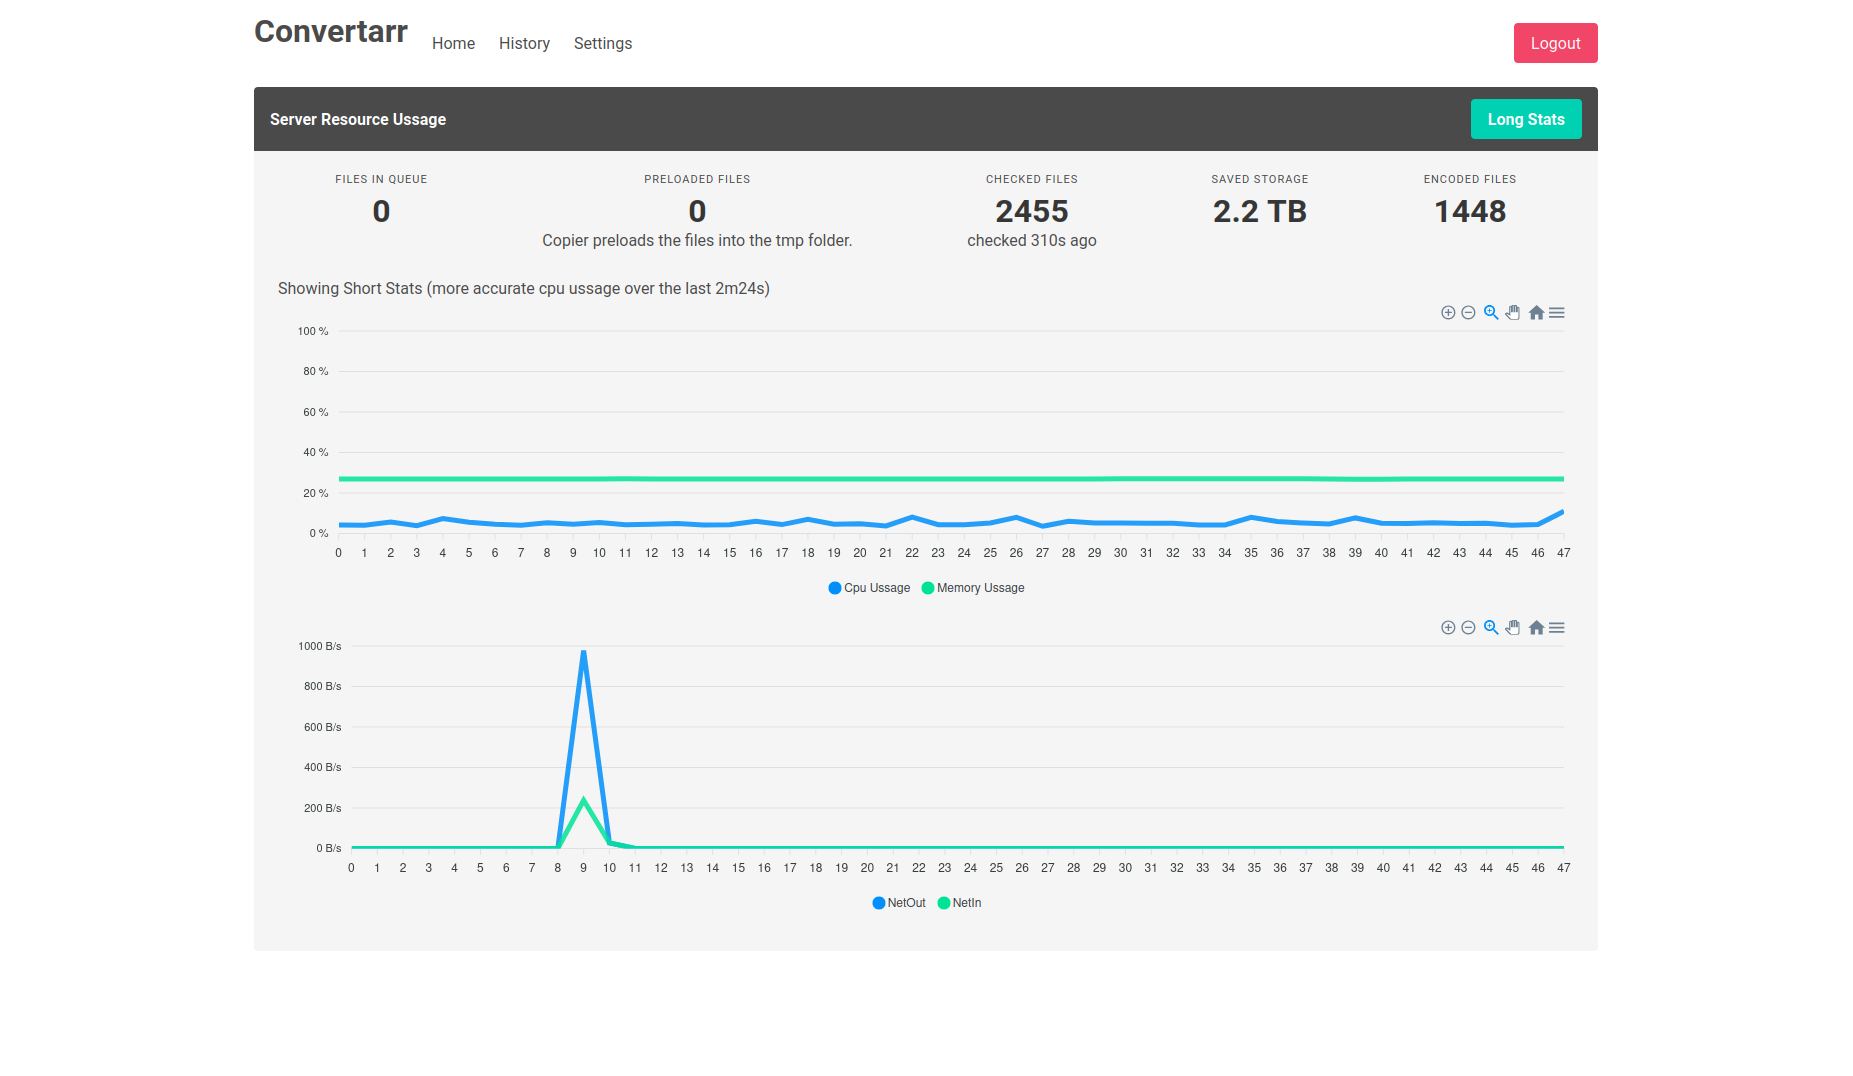 Convertarr
Home History Settings
Logout
Server Resource Ussage
Long Stats
FILES IN QUEUE
0
PRELOADED FILES
0
Copier preloads the files into the tmp folder.
CHECKED FILES
2455
checked 310s ago
SAVED STORAGE
2.2 TB
ENCODED FILES
1448
Showing Short Stats (more accurate cpu ussage over the last 2m24s)
100 %
80 %
60 %
40 %
20 %
0 %
0 1 2 3 4 5 6 7 8 9 10 11 12 13 14 15 16 17 18 19 20 21 22 23 24 25 26 27 28 29 30 31 32 33 34 35 36 37 38 39 40 41 42 43 44 45 46 47
Cpu Ussage Memory Ussage
1000 B/s
800 B/s
600 B/s
400 B/s
200 B/s
0 B/s
0 1 2 3 4 5 6 7 8 9 10 11 12 13 14 15 16 17 18 19 20 21 22 23 24 25 26 27 28 29 30 31 32 33 34 35 36 37 38 39 40 41 42 43 44 45 46 47
NetOut NetIn